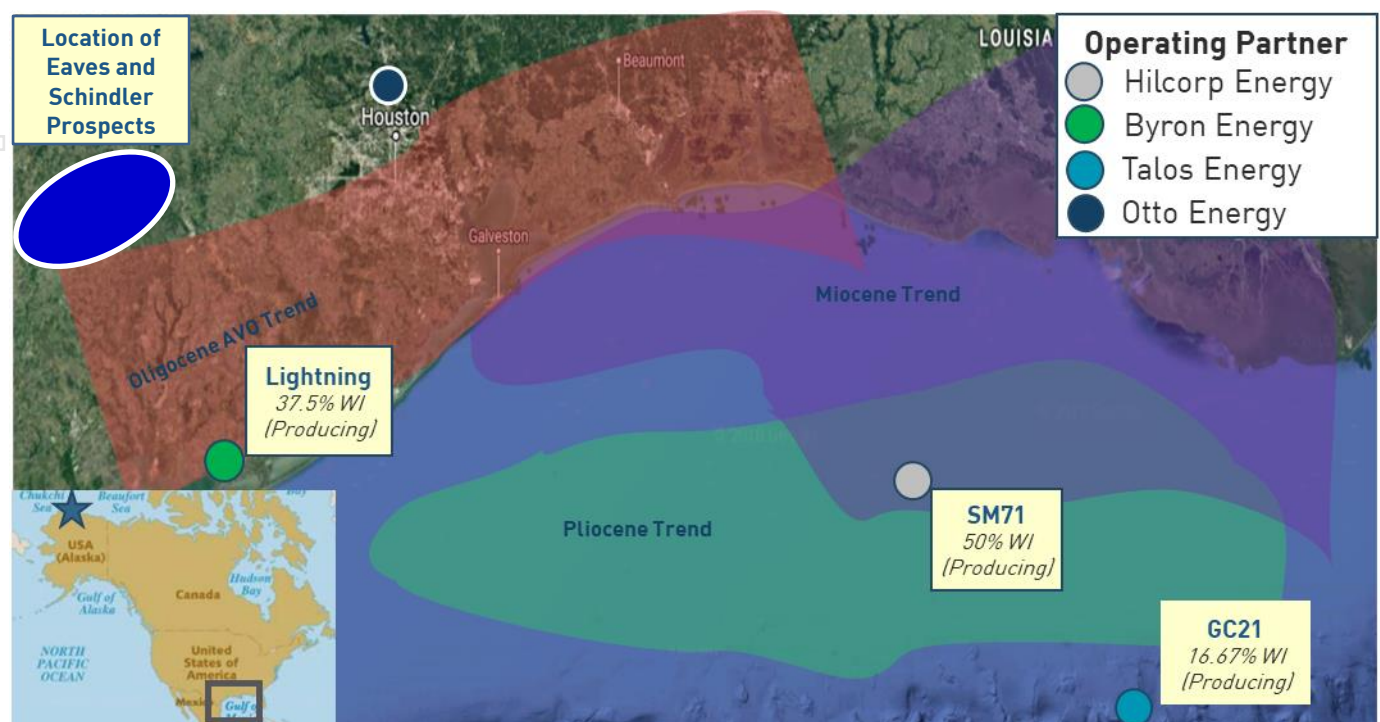 Location of
Eaves and
Schindler
Prospects
Houston
Beaumont
Galveston
LOUISIA
Operating Partner
Hilcorp Energy
Byron Energy
Talos Energy
Otto Energy
Oligocene AVO Trend
Miocene Trend
Pliocene Trend
Lightning
37.5% WI
(Producing)
SM71
50% WI
(Producing)
GC21
16.67% WI
(Producing)
Chukchi
Sea
Beaufort
Sea
Bay
USA
(Alaska)
Gulf of
Alaska
Canada
Hudson
Bay
NORTH
PACIFIC
OCEAN
United
States of
America
Mexico
Gulf of